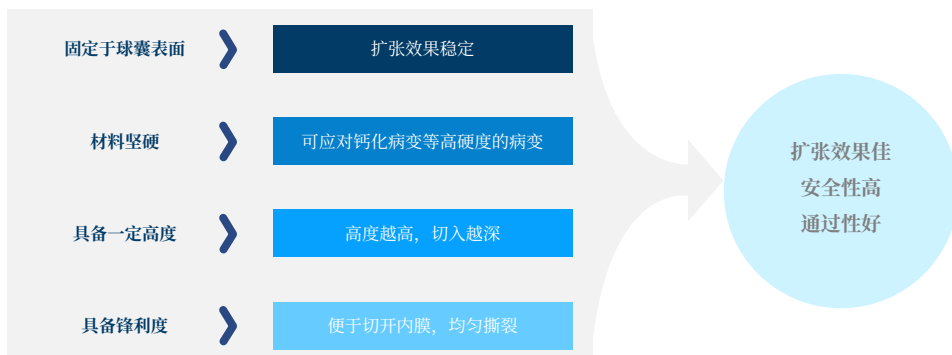 固定于球囊表面
扩张效果稳定
材料坚硬
可应对钙化病变等高硬度的病变
具备一定高度
高度越高，切入越深
具备锋利度
便于切开内膜，均匀撕裂
扩张效果佳
安全性高
通过性好